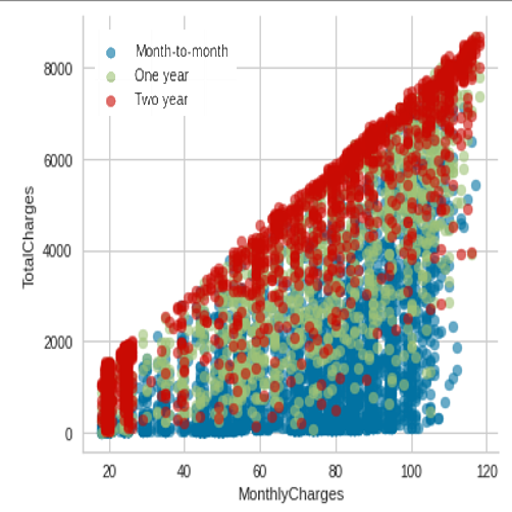 Month-to-month
One year
Two year
8000
6000
4000
2000
0
TotalCharges
20 40 60 80 100 120
MonthlyCharges